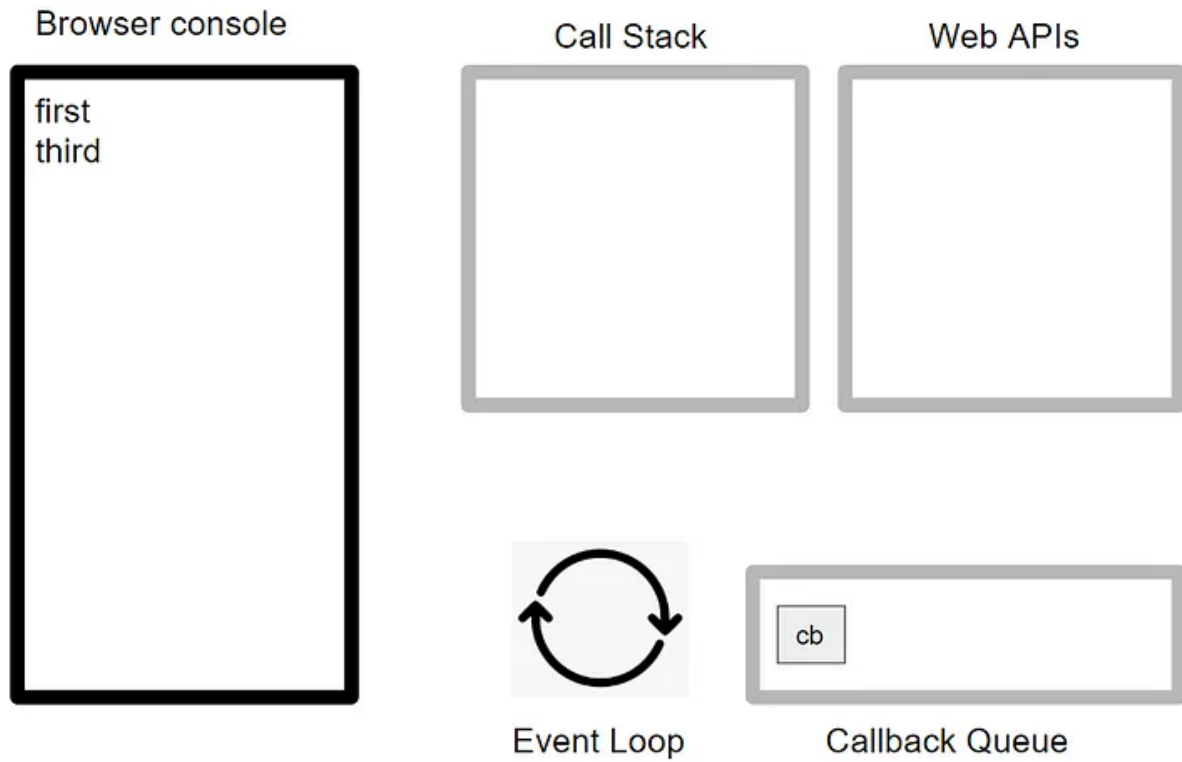 Browser console
Call Stack
Web APIs
first
third
cb
Event Loop
Callback Queue